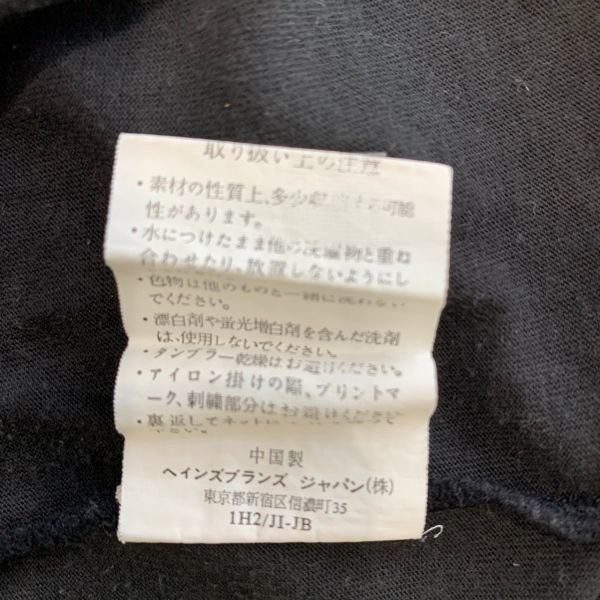 取り扱い上の注意
・素材の性質上、多少 可能
性があります。
・水につけたまま他の洗濯物と重ね
合わせたり、放置しないようにし
・色物は他のものと一緒に洗わない
でください。
・漂白剤や蛍光増白剤を含んだ洗剤
は、使用しないでください。
・タンブラー乾燥はお避けください。
・アイロン掛けの際、プリントマ
ーク、刺繍部分はお避けください
・裏返してネットに
中国製
ヘインズブランズ ジャパン(株)
東京都新宿区信濃町35
1H2/JI-JB